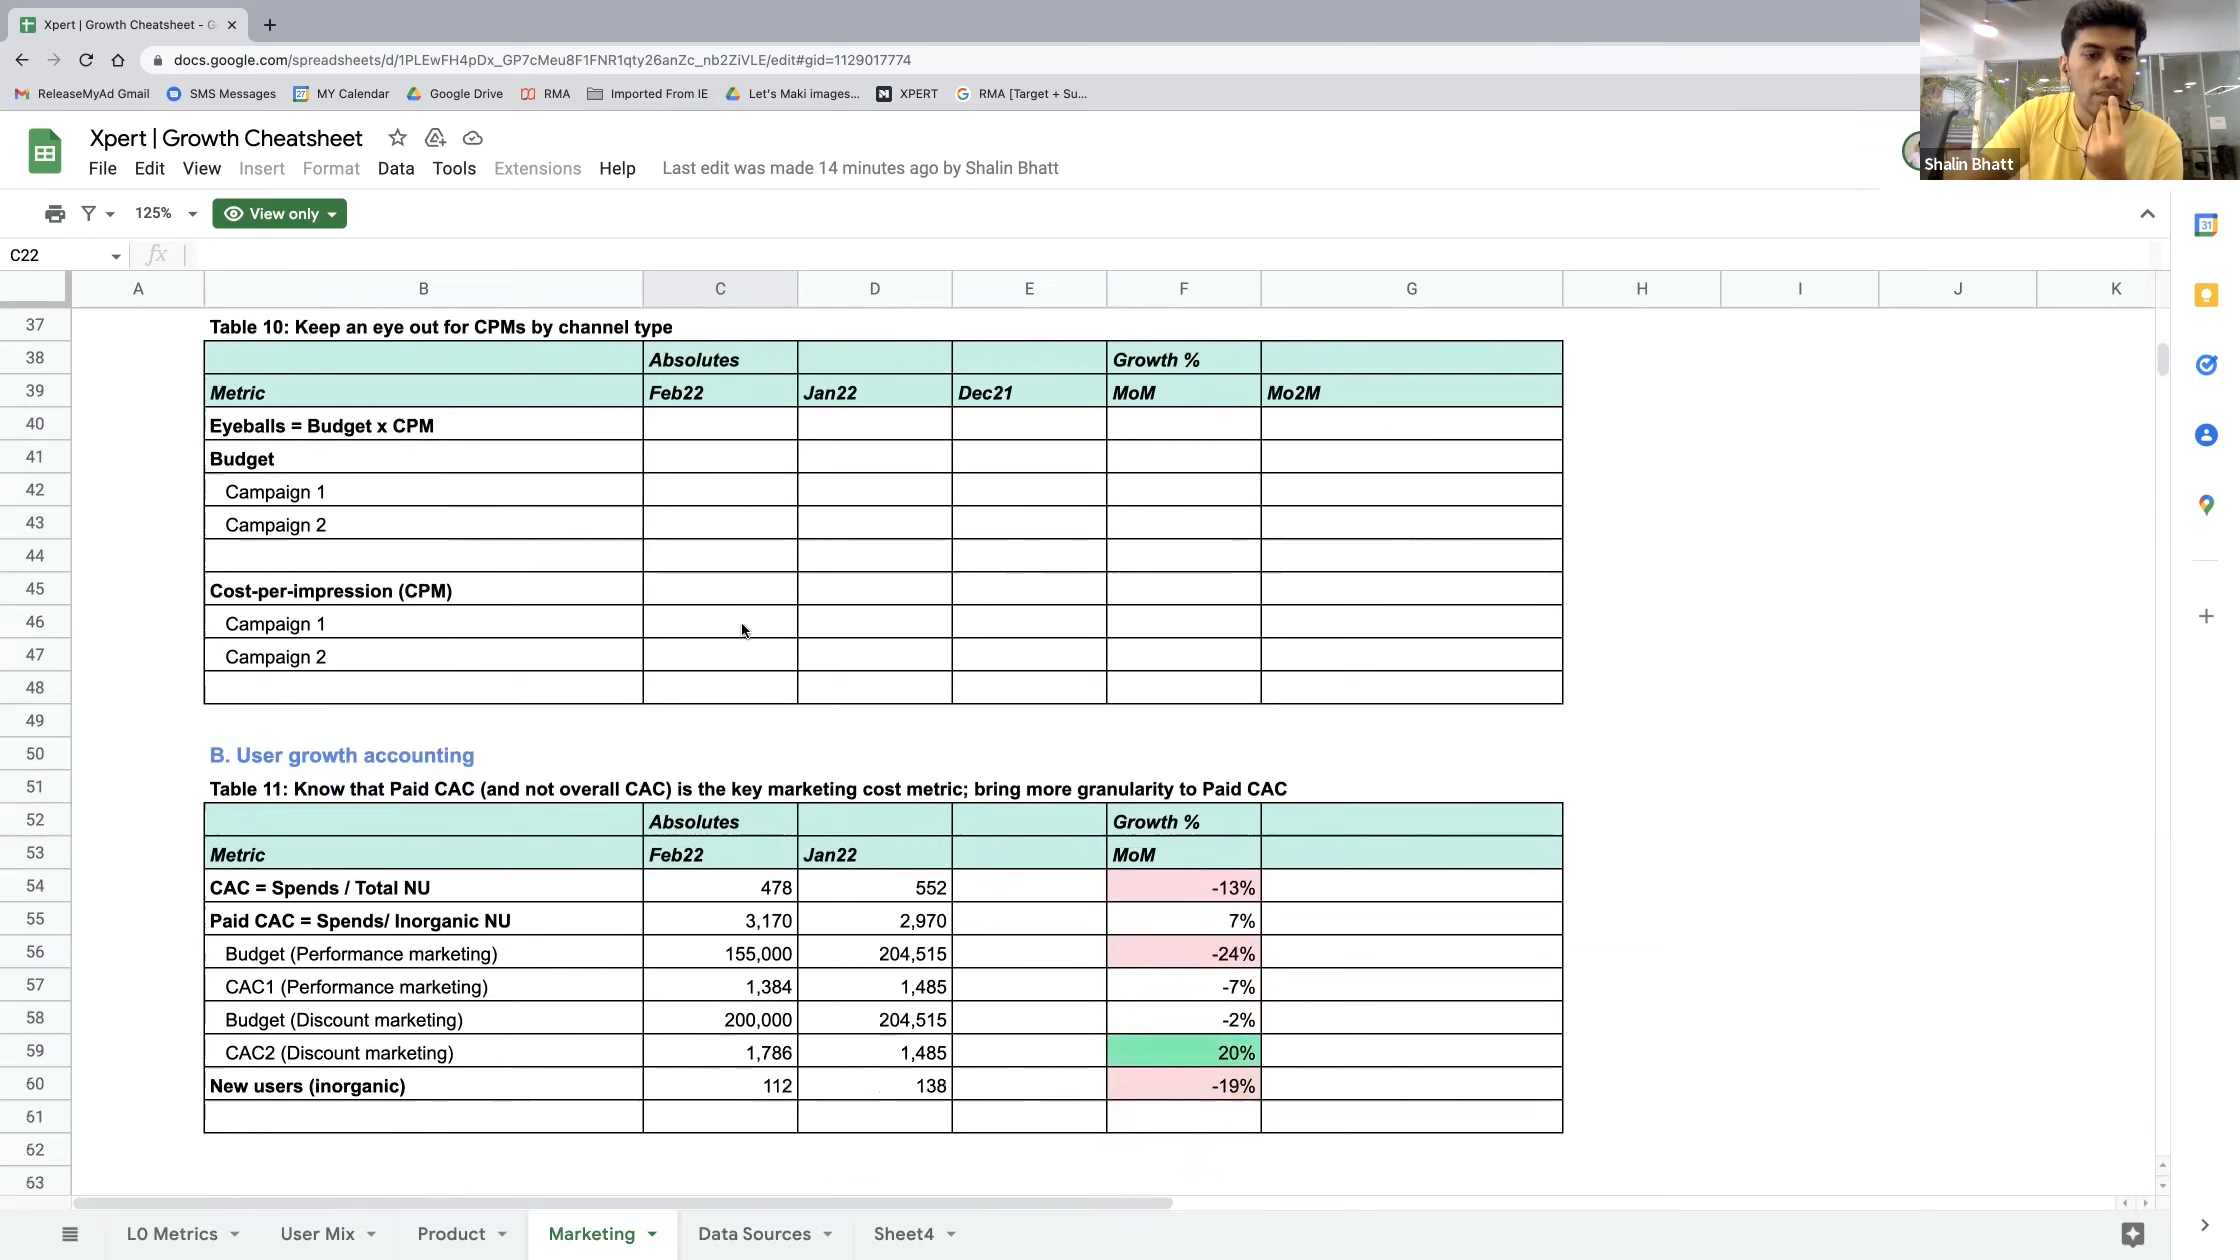 Xpert | Growth Cheatsheet - G
docs.google.com/spreadsheets/d/1PLEwFH4pDx_GP7cMeu8F1FNR1qty26anZc_nb2ZiVLE/edit#gid=1129017774
ReleaseMyAd Gmail SMS Messages MY Calendar Google Drive RMA Imported From IE Let's Maki images... XPERT RMA [Target + Su...
Xpert | Growth Cheatsheet
File Edit View Insert Format Data Tools Extensions Help Last edit was made 14 minutes ago by Shalin Bhatt
Shalin Bhatt
125% View only
31
C22 fx
A B C D E F G H I J K
37 Table 10: Keep an eye out for CPMs by channel type
38 Absolutes Growth %
39 Metric Feb22 Jan22 Dec21 MoM Mo2M
40 Eyeballs = Budget x CPM
41 Budget
42 Campaign 1
43 Campaign 2
44
45 Cost-per-impression (CPM)
46 Campaign 1
47 Campaign 2
48
49
50 B. User growth accounting
51 Table 11: Know that Paid CAC (and not overall CAC) is the key marketing cost metric; bring more granularity to Paid CAC
52 Absolutes Growth %
53 Metric Feb22 Jan22 MoM
54 CAC = Spends / Total NU 478 552 -13%
55 Paid CAC = Spends/ Inorganic NU 3,170 2,970 7%
56 Budget (Performance marketing) 155,000 204,515 -24%
57 CAC1 (Performance marketing) 1,384 1,485 -7%
58 Budget (Discount marketing) 200,000 204,515 -2%
59 CAC2 (Discount marketing) 1,786 1,485 20%
60 New users (inorganic) 112 138 -19%
61
62
63
L0 Metrics User Mix Product Marketing Data Sources Sheet4